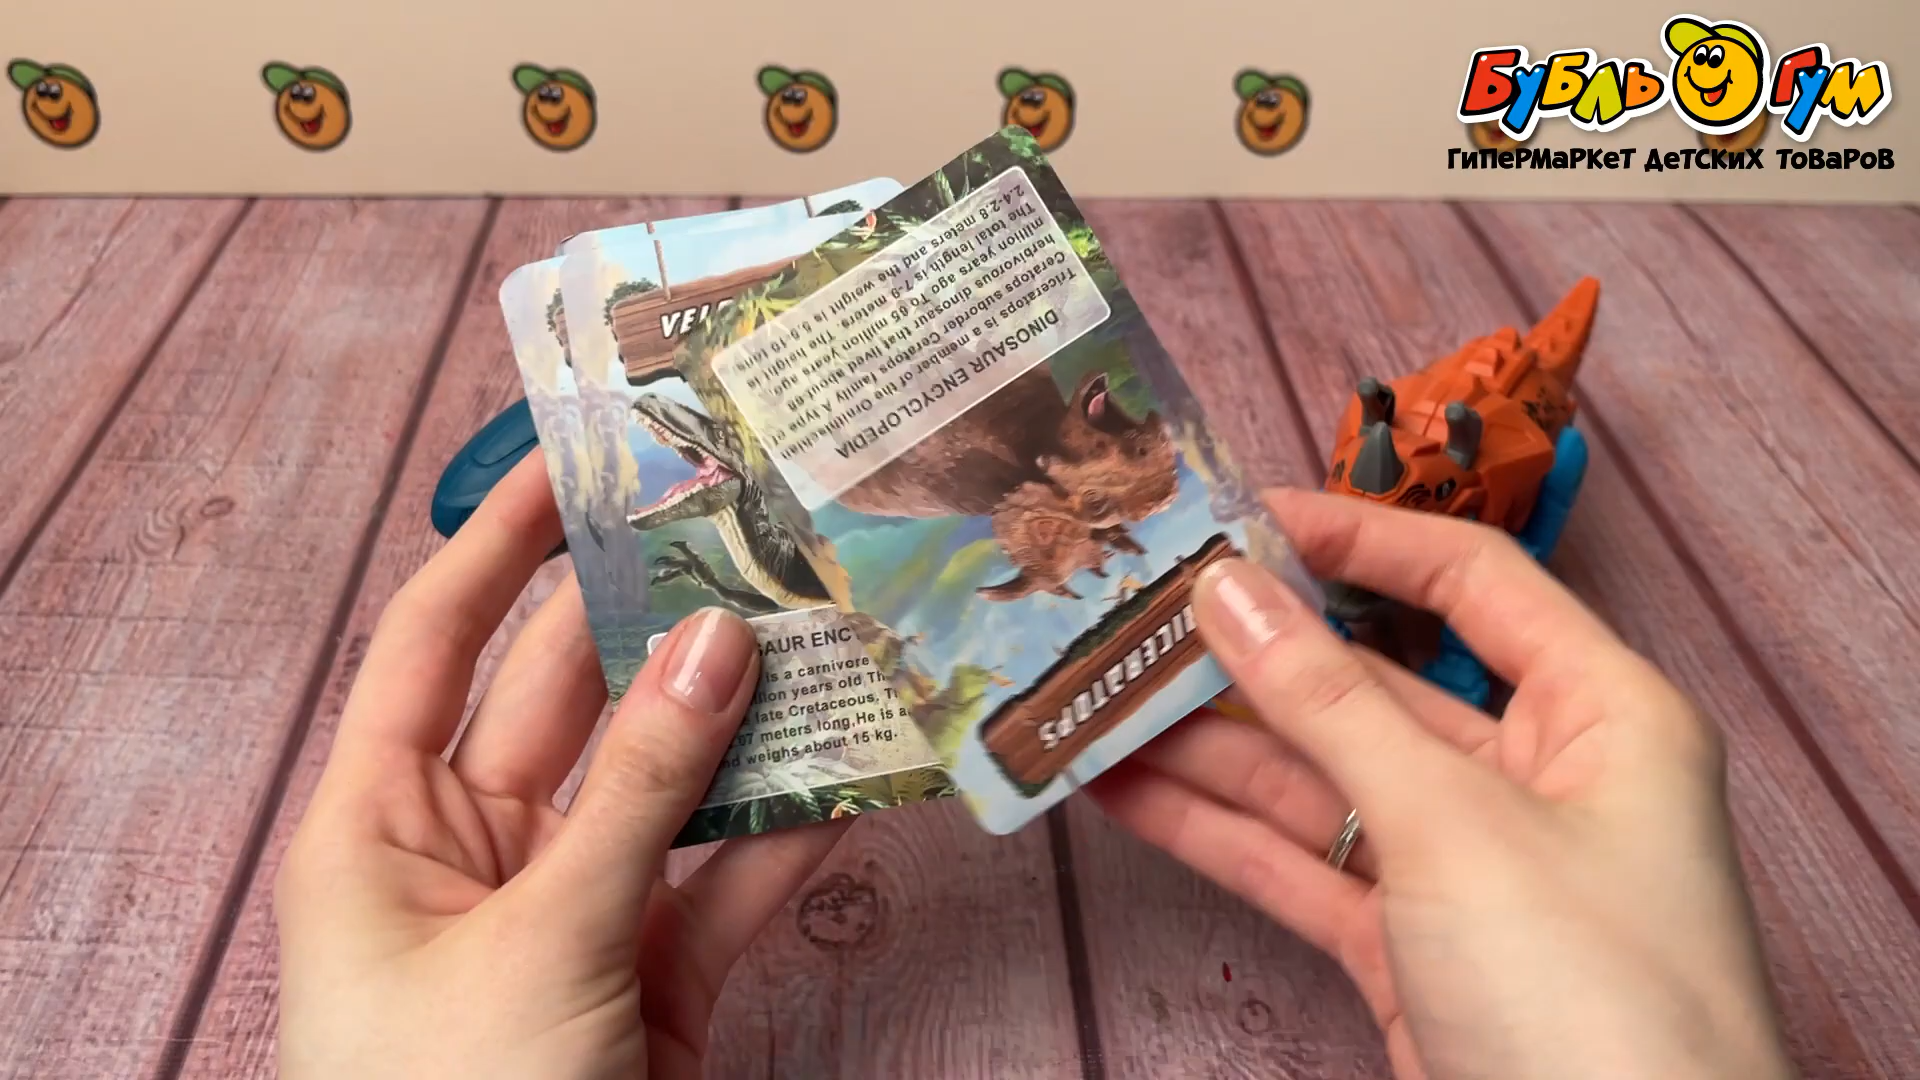 Бубль Гум
Гипермаркет детских товаров
VEL
DINOSAUR ENCYCLOPEDIA
Triceratops is a member of the Ornithischian
Ceratops suborder Ceratops family A type of
herbivorous dinosaur that lived about 68
million years ago To 65 million years ago.
The total length is 7-9 meters. The height is
2.4-2.8 meters and the weight is 5.5-10 tons
RICERATOPS
SAUR ENC
is a carnivore
llion years old Th
late Cretaceous. T
.07 meters long,He is a
nd weighs about 15 kg.